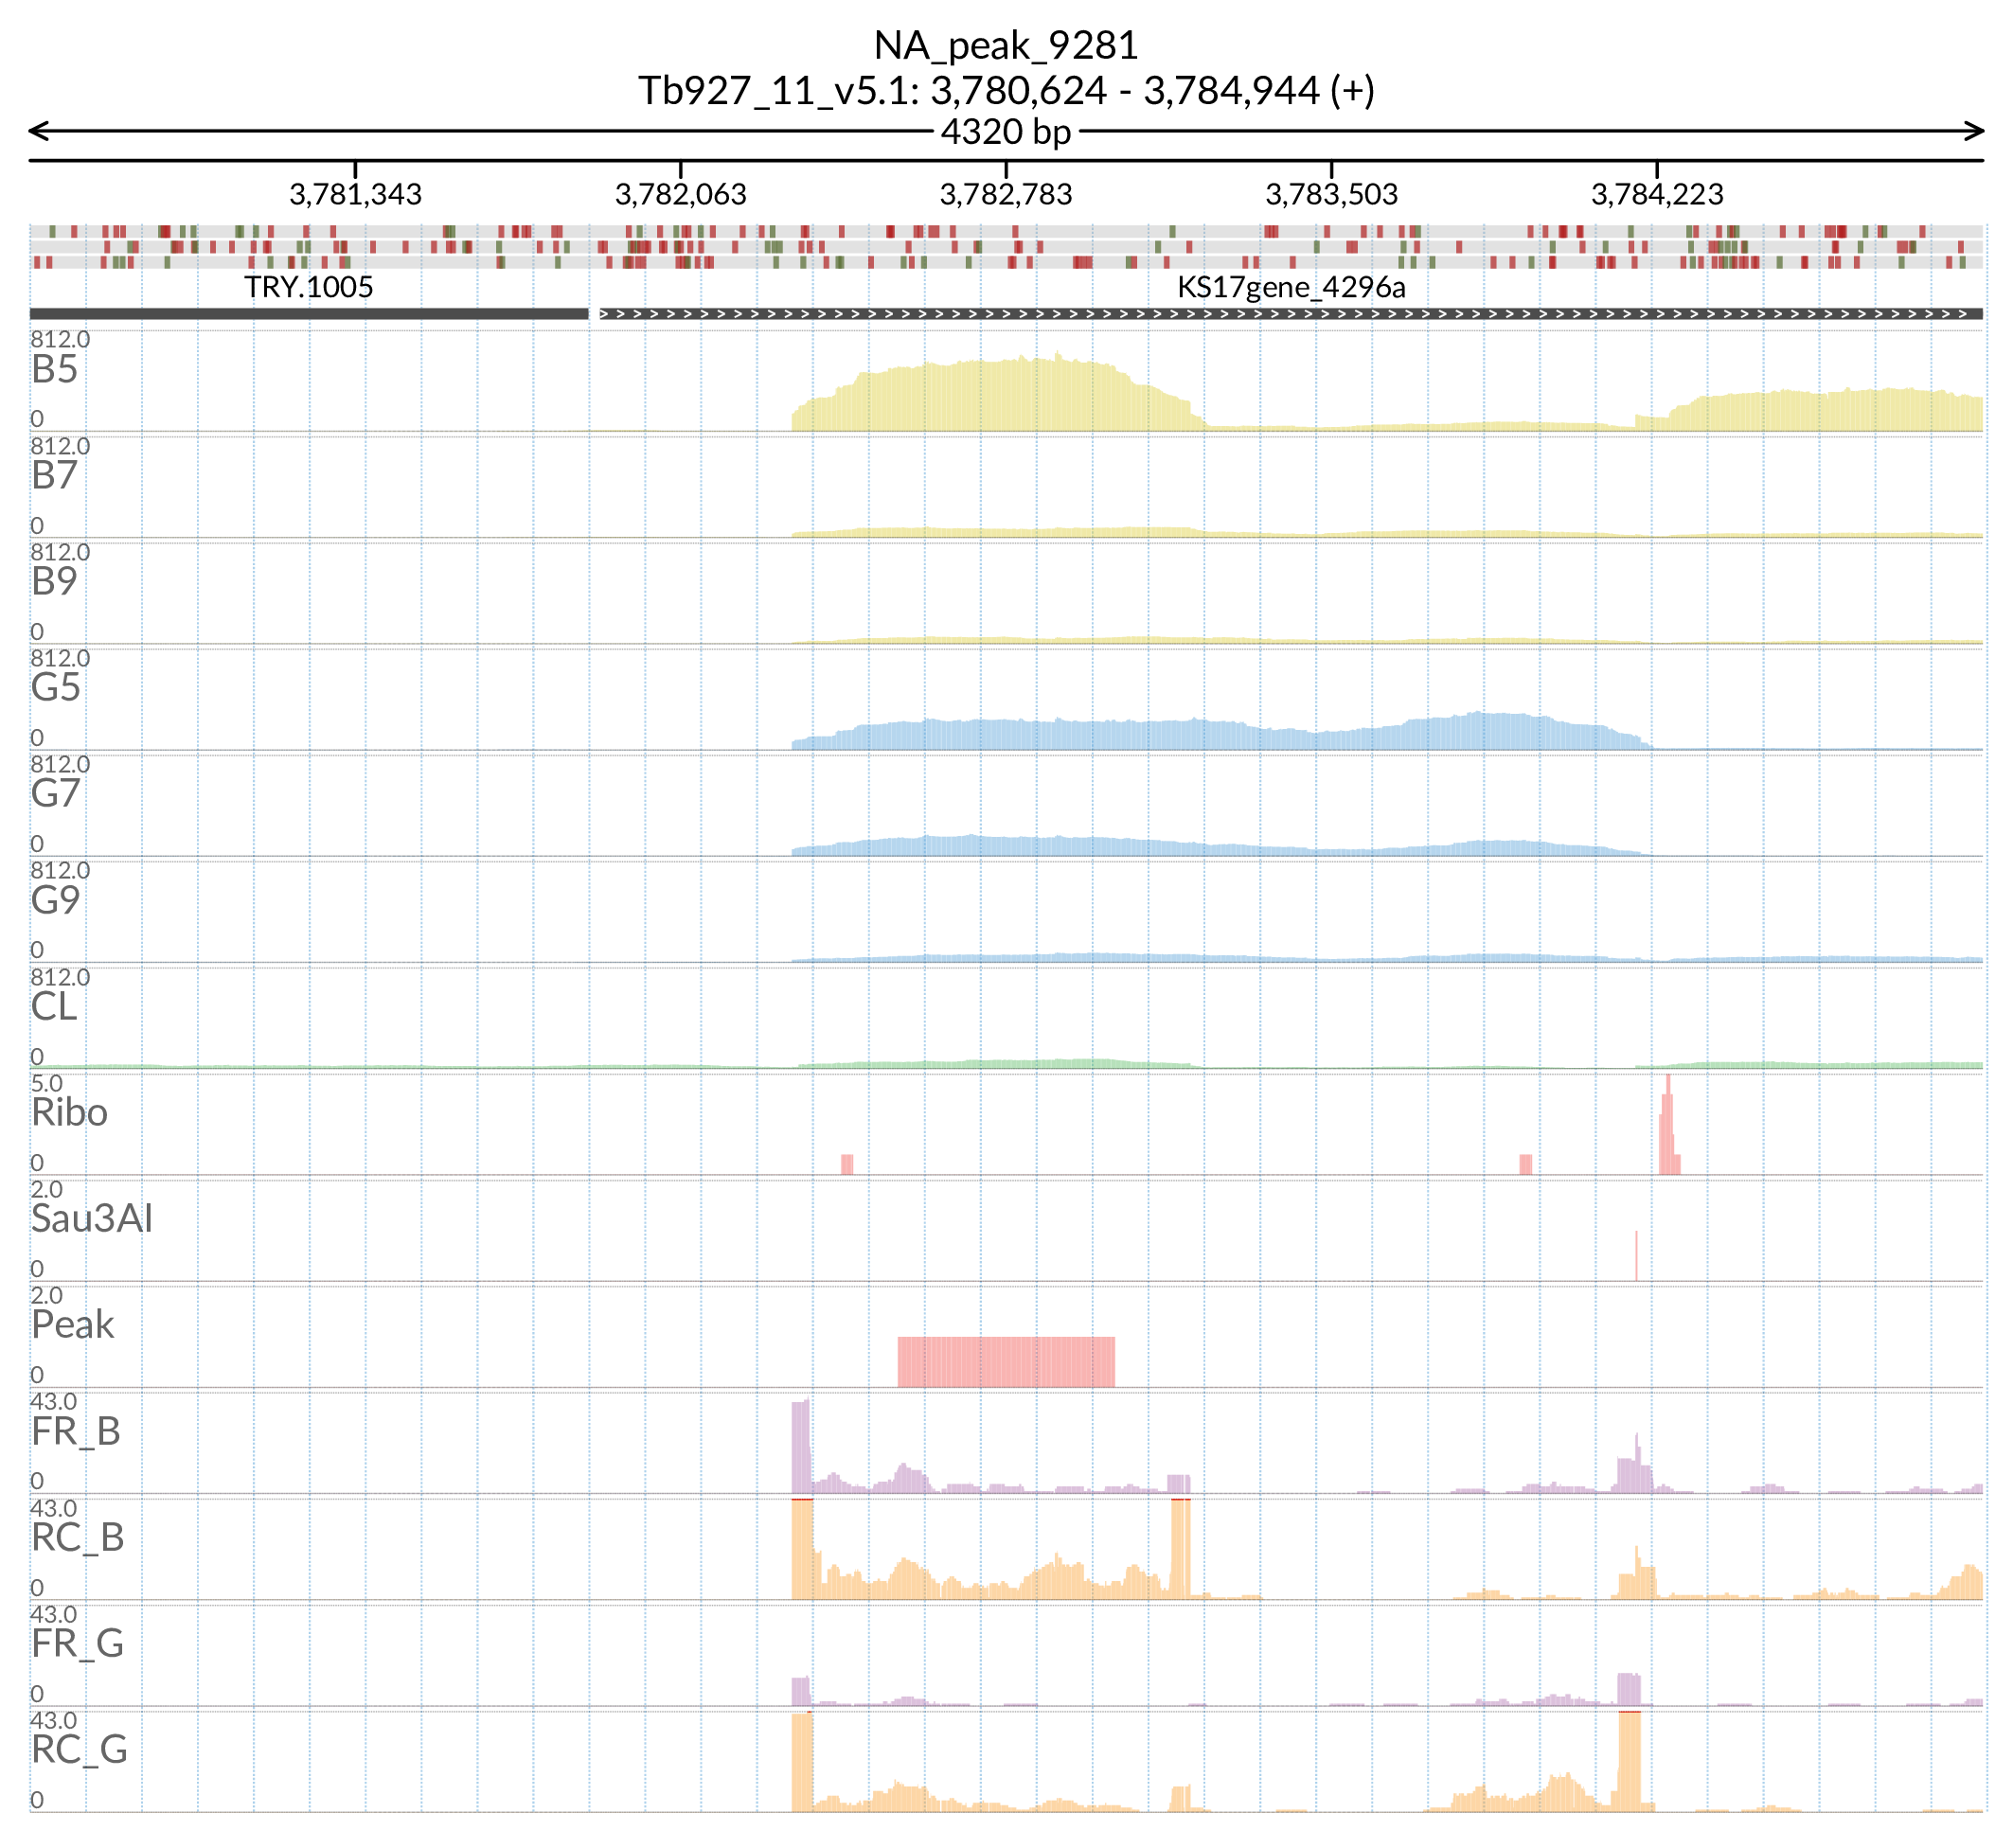 NA_peak_9281
Tb927_11_v5.1: 3,780,624 - 3,784,944 (+)
4320 bp
3,781,343 3,782,063 3,782,783 3,783,503 3,784,223
TRY.1005 KS17gene_4296a
812.0
B5
0
812.0
B7
0
812.0
B9
0
812.0
G5
0
812.0
G7
0
812.0
G9
0
812.0
CL
0
5.0
Ribo
0
2.0
Sau3AI
0
2.0
Peak
0
43.0
FR_B
0
43.0
RC_B
0
43.0
FR_G
0
43.0
RC_G
0